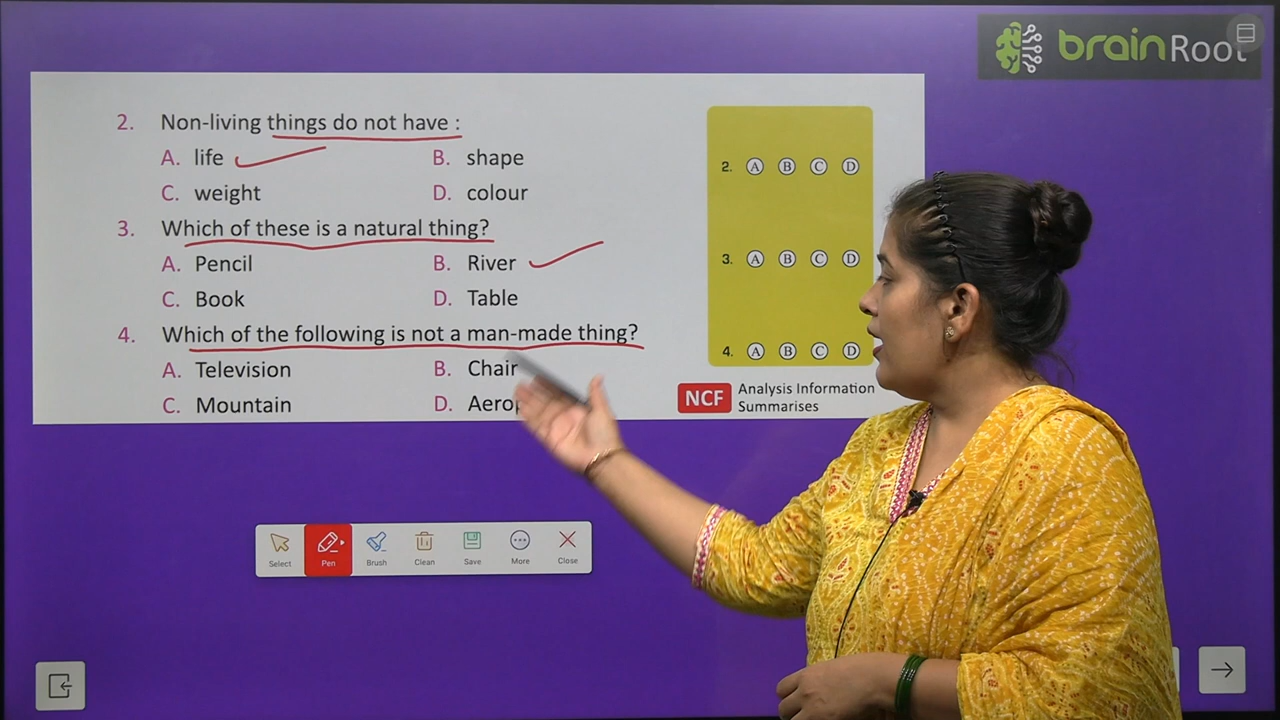 brainRoot
2. Non-living things do not have :
A. life B. shape
C. weight D. colour
3. Which of these is a natural thing?
A. Pencil B. River
C. Book D. Table
4. Which of the following is not a man-made thing?
A. Television B. Chair
C. Mountain D.
2. A B C D
3. A B C D
4. A B C D
NCF Analysis Information
Summarises
Select Pen Brush Clean Save More Close